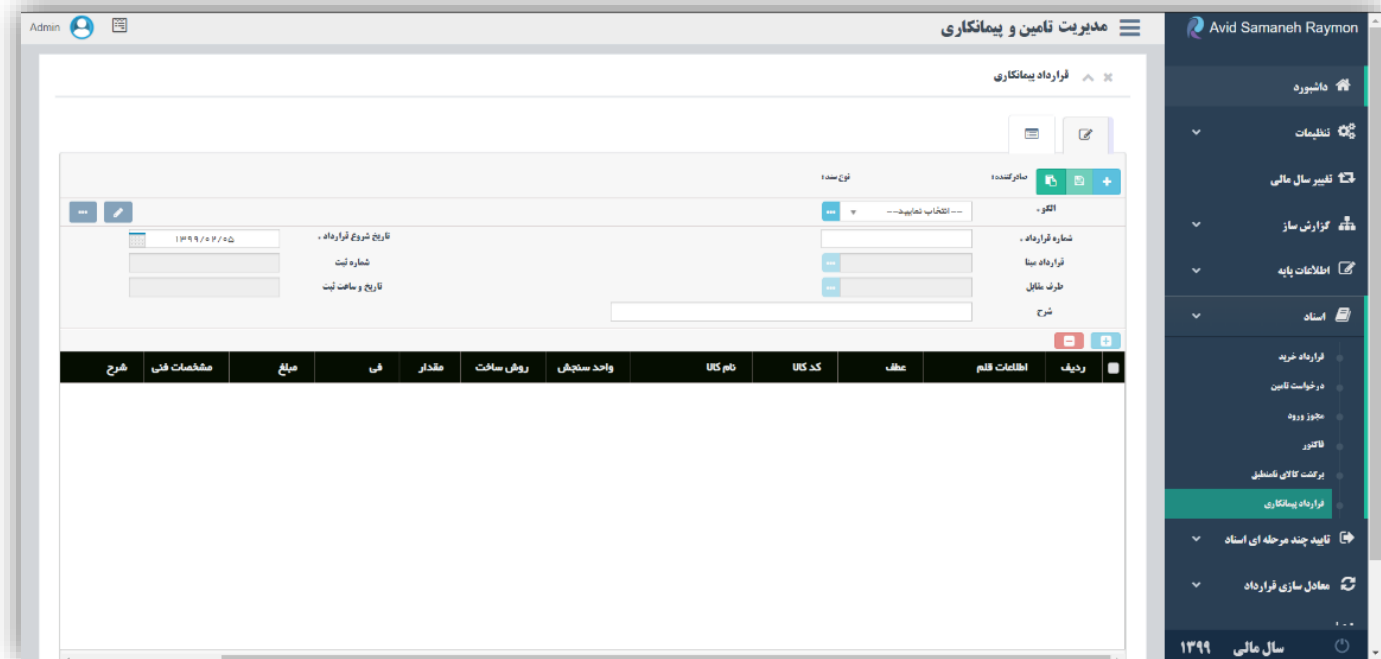 Avid Samaneh Raymon
داشبورد
تنظیمات
تغییر سال مالی
گزارش ساز
اطلاعات پایه
اسناد
قرارداد خرید
درخواست تامین
مجوز ورود
فاکتور
برگشت کالای نامنطبق
قرارداد پیمانکاری
تایید چند مرحله ای اسناد
معادل سازی قرارداد
سال مالی ۱۳۹۹
مدیریت تامین و پیمانکاری
Admin
قرارداد پیمانکاری
صادرکننده: نوع سند:
الگو * ---انتخاب نمایید---
شماره قرارداد * تاریخ شروع قرارداد * ۱۳۹۹/۰۲/۰۵
قرارداد مبنا شماره ثبت
طرف مقابل تاریخ و ساعت ثبت
شرح
ردیف اطلاعات قلم عطف کد کالا نام کالا واحد سنجش روش ساخت مقدار فی مبلغ مشخصات فنی شرح